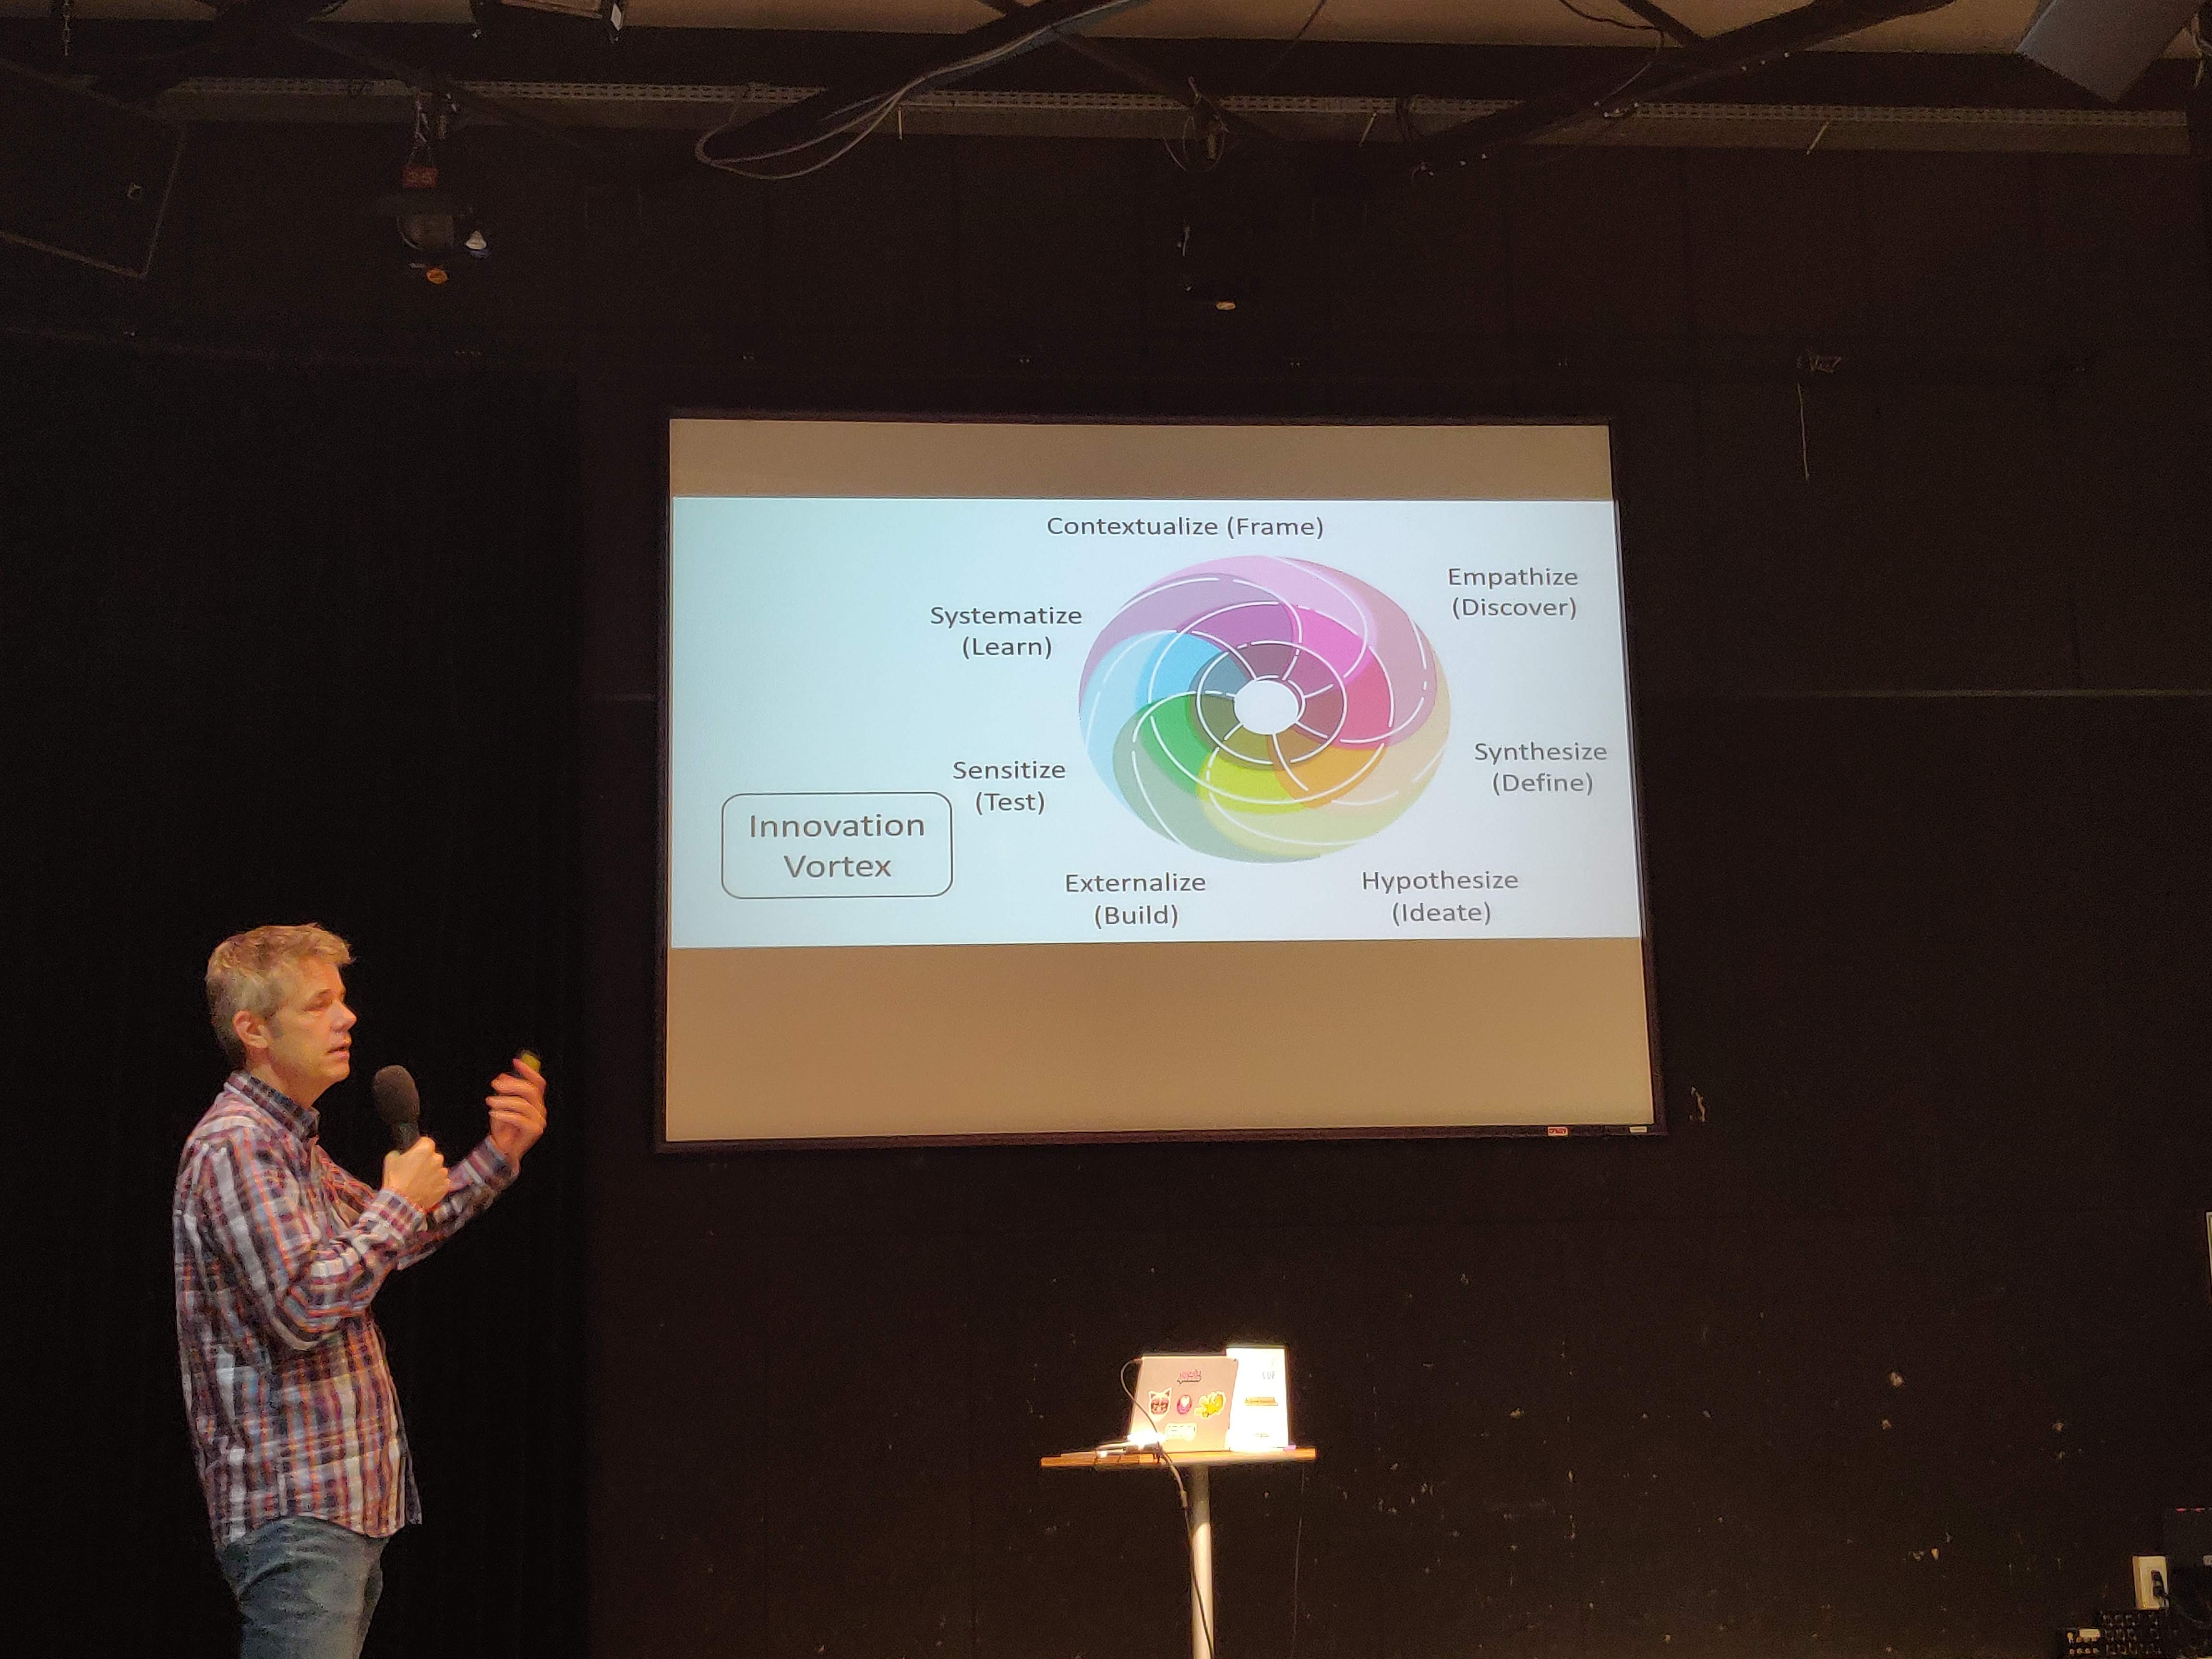 Contextualize (Frame)
Empathize
(Discover)
Systematize
(Learn)
Synthesize
(Define)
Sensitize
(Test)
Innovation
Vortex
Externalize
(Build)
Hypothesize
(Ideate)